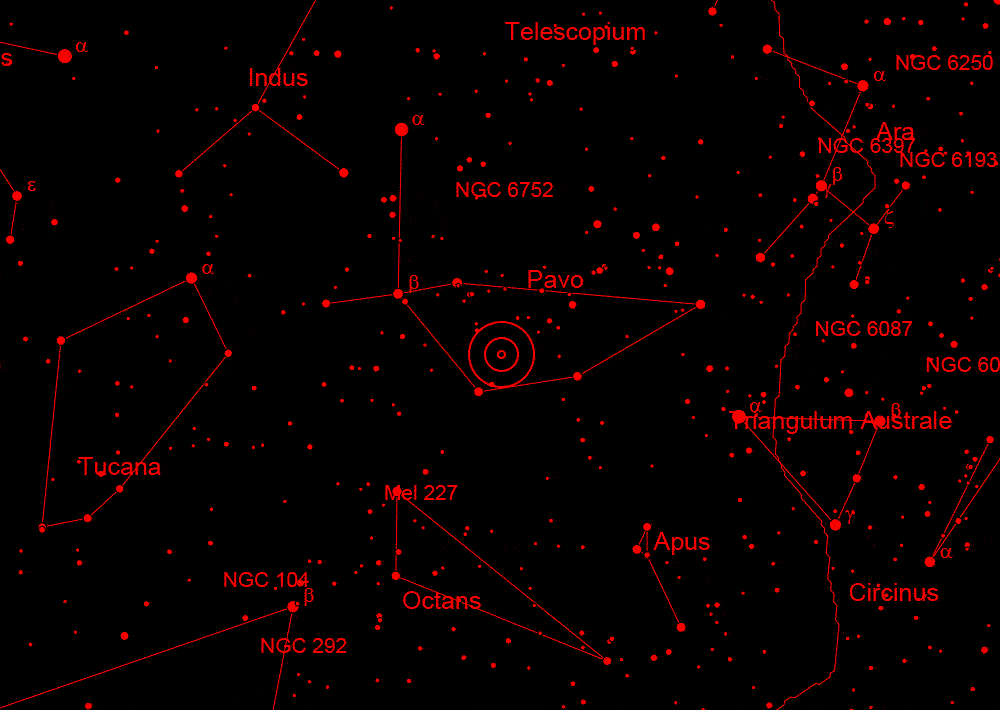 Telescopium
α
s
NGC 6250
Indus
α
α
Ara
NGC 6397
NGC 6193
β
ε
NGC 6752
γ
ζ
α
Pavo
β
NGC 6087
NGC 60
α
β
Triangulum Australe
Tucana
Mel 227
γ
Apus
α
NGC 104
β
Octans
Circinus
NGC 292